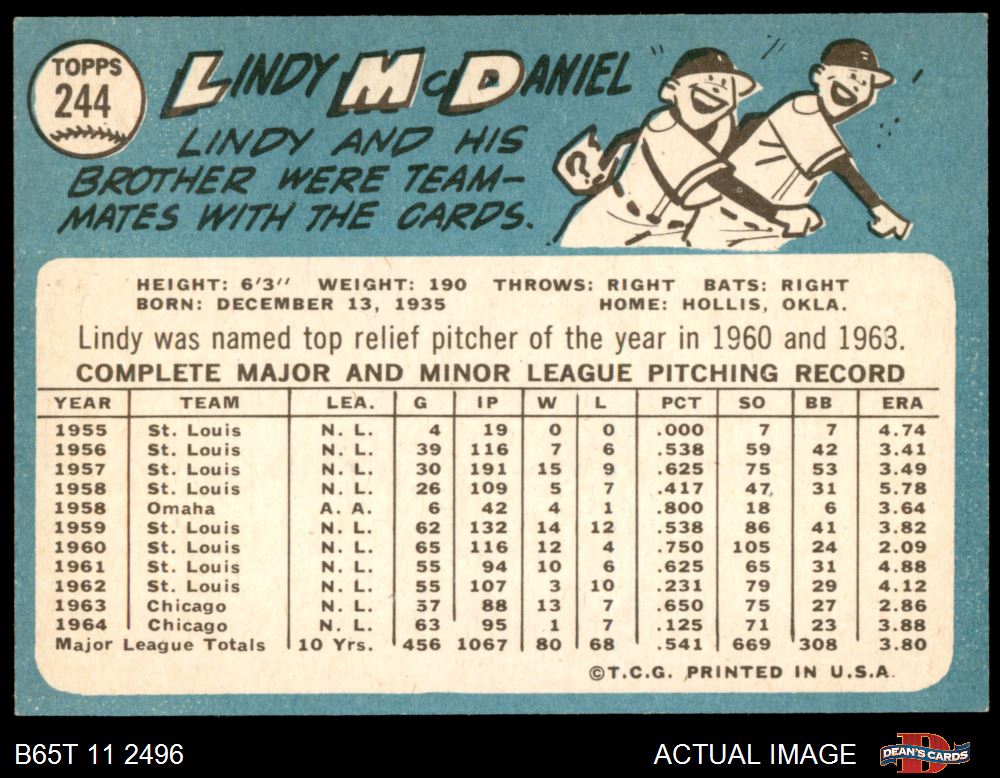 TOPPS
244
LINDY McDANIEL
LINDY AND HIS
BROTHER WERE TEAM-
MATES WITH THE CARDS.
?
HEIGHT: 6'3" WEIGHT: 190 THROWS: RIGHT BATS: RIGHT
BORN: DECEMBER 13, 1935 HOME: HOLLIS, OKLA.
Lindy was named top relief pitcher of the year in 1960 and 1963.
COMPLETE MAJOR AND MINOR LEAGUE PITCHING RECORD
YEAR TEAM LEA. G IP W L PCT SO BB ERA
1955 St. Louis N. L. 4 19 0 0 .000 7 7 4.74
1956 St. Louis N. L. 39 116 7 6 .538 59 42 3.41
1957 St. Louis N. L. 30 191 15 9 .625 75 53 3.49
1958 St. Louis N. L. 26 109 5 7 .417 47 31 5.78
1958 Omaha A. A. 6 42 4 1 .800 18 6 3.64
1959 St. Louis N. L. 62 132 14 12 .538 86 41 3.82
1960 St. Louis N. L. 65 116 12 4 .750 105 24 2.09
1961 St. Louis N. L. 55 94 10 6 .625 65 31 4.88
1962 St. Louis N. L. 55 107 3 10 .231 79 29 4.12
1963 Chicago N. L. 57 88 13 7 .650 75 27 2.86
1964 Chicago N. L. 63 95 1 7 .125 71 23 3.88
Major League Totals 10 Yrs. 456 1067 80 68 .541 669 308 3.80
©T.C.G. PRINTED IN U.S.A.
B65T 11 2496 ACTUAL IMAGE DEAN'S CARDS